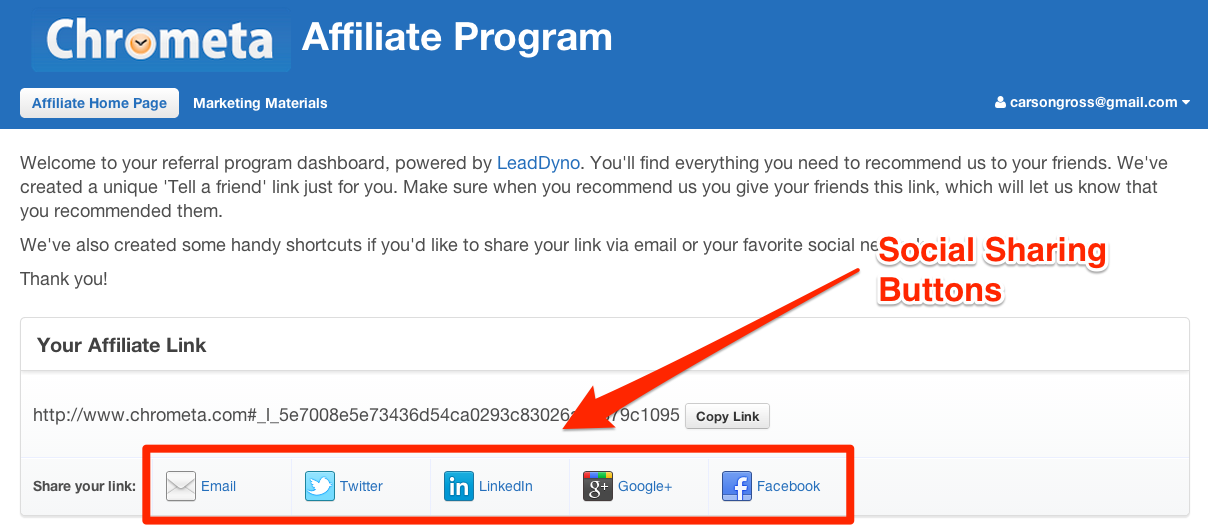 Chrometa Affiliate Program
Affiliate Home Page Marketing Materials carsongross@gmail.com
Welcome to your referral program dashboard, powered by LeadDyno. You'll find everything you need to recommend us to your friends. We've
created a unique 'Tell a friend' link just for you. Make sure when you recommend us you give your friends this link, which will let us know that
you recommended them.
We've also created some handy shortcuts if you'd like to share your link via email or your favorite social
Social Sharing
Buttons
Thank you!
Your Affiliate Link
http://www.chrometa.com#_l_5e7008e5e73436d54ca0293c83026 79c1095 Copy Link
Share your link: Email Twitter LinkedIn Google+ Facebook